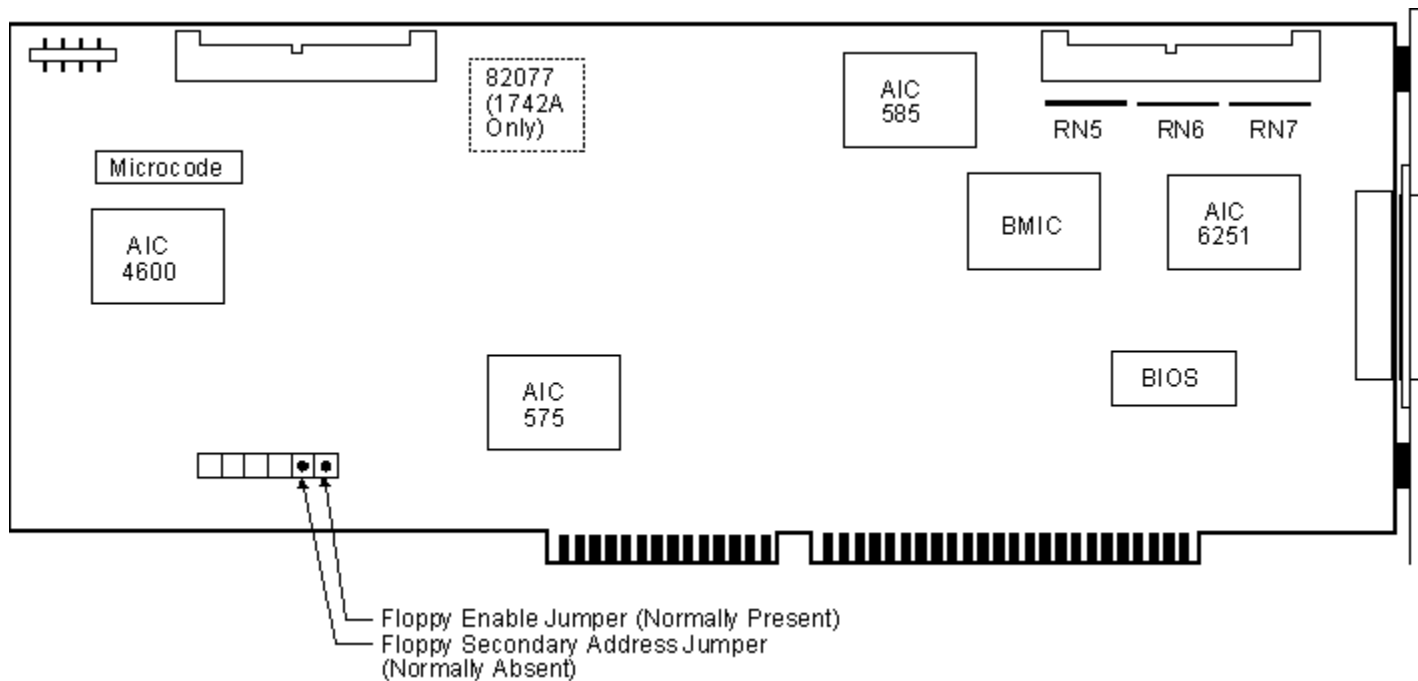 82077
(1742A
Only)
AIC
585
RN5
RN6
RN7
Microcode
AIC
4600
BMIC
AIC
6251
AIC
575
BIOS
Floppy Enable Jumper (Normally Present)
Floppy Secondary Address Jumper
(Normally Absent)